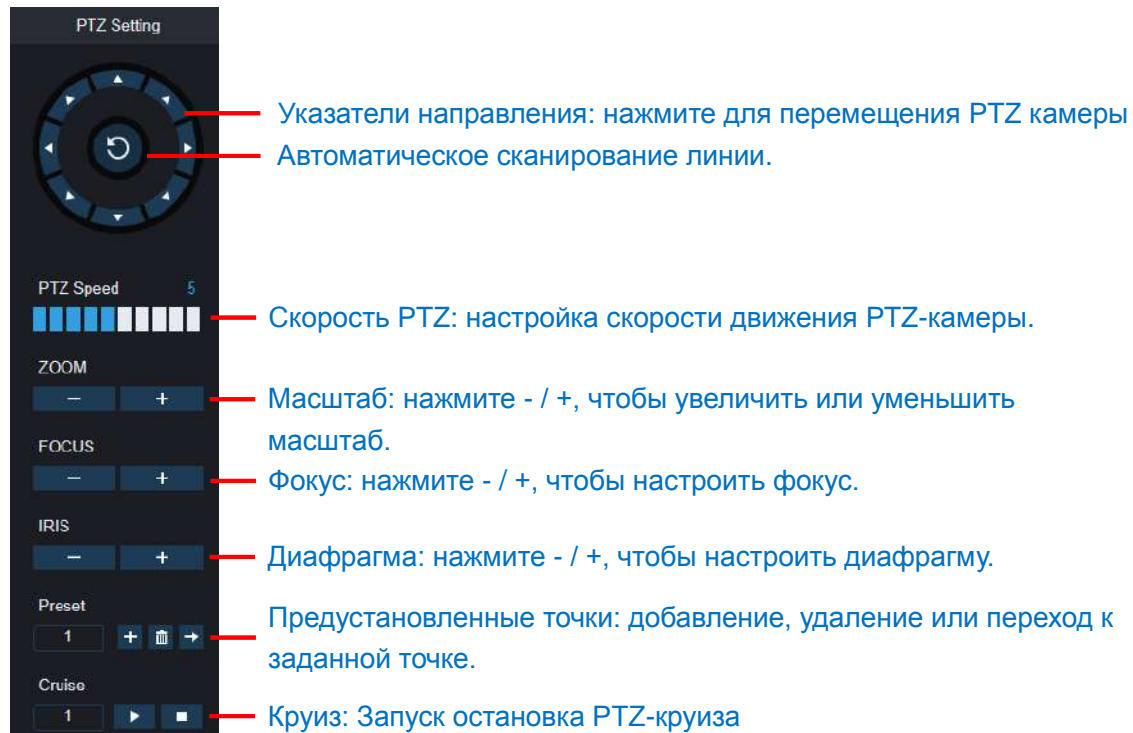 PTZ Setting
Указатели направления: нажмите для перемещения PTZ камеры
Автоматическое сканирование линии.
PTZ Speed 5
Скорость PTZ: настройка скорости движения PTZ-камеры.
ZOOM
− +
Масштаб: нажмите - / +, чтобы увеличить или уменьшить
масштаб.
FOCUS
− +
Фокус: нажмите - / +, чтобы настроить фокус.
IRIS
− +
Диафрагма: нажмите - / +, чтобы настроить диафрагму.
Preset
1 +
Предустановленные точки: добавление, удаление или переход к
заданной точке.
Cruise
1
Круиз: Запуск остановка PTZ-круиза